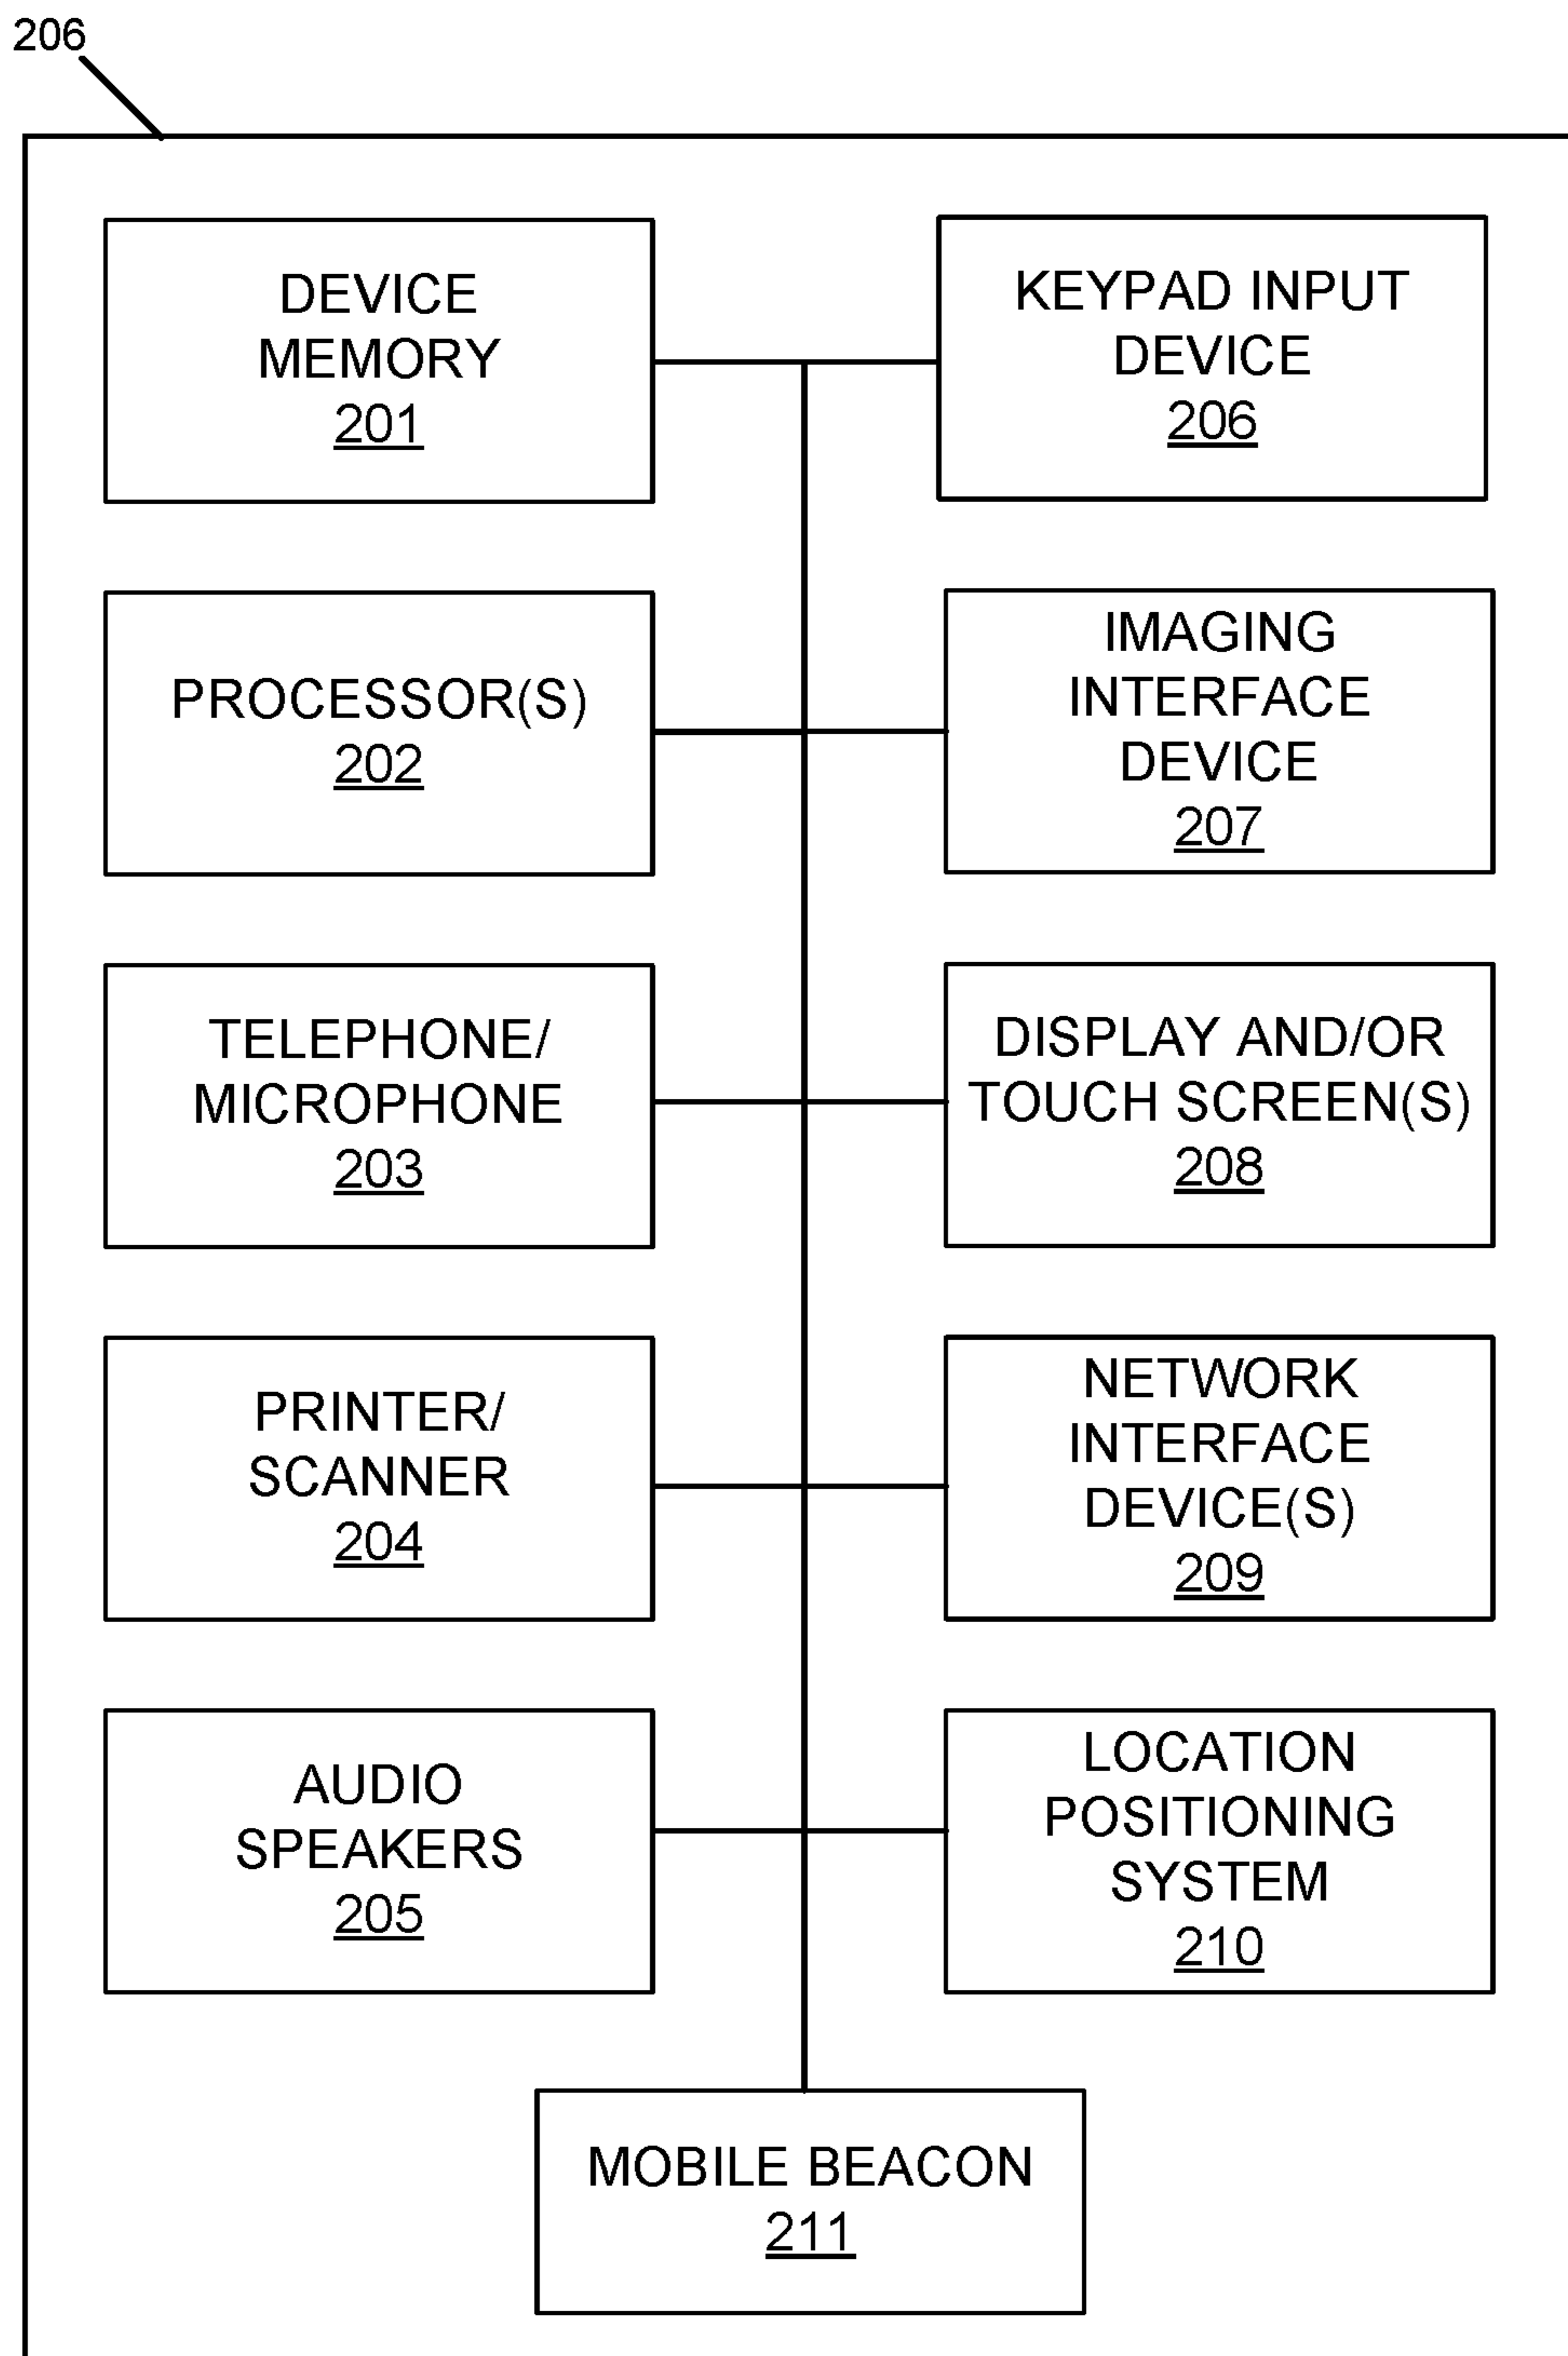 206
DEVICE
MEMORY
201
KEYPAD INPUT
DEVICE
206
PROCESSOR(S)
202
IMAGING
INTERFACE
DEVICE
207
TELEPHONE/
MICROPHONE
203
DISPLAY AND/OR
TOUCH SCREEN(S)
208
PRINTER/
SCANNER
204
NETWORK
INTERFACE
DEVICE(S)
209
AUDIO
SPEAKERS
205
LOCATION
POSITIONING
SYSTEM
210
MOBILE BEACON
211